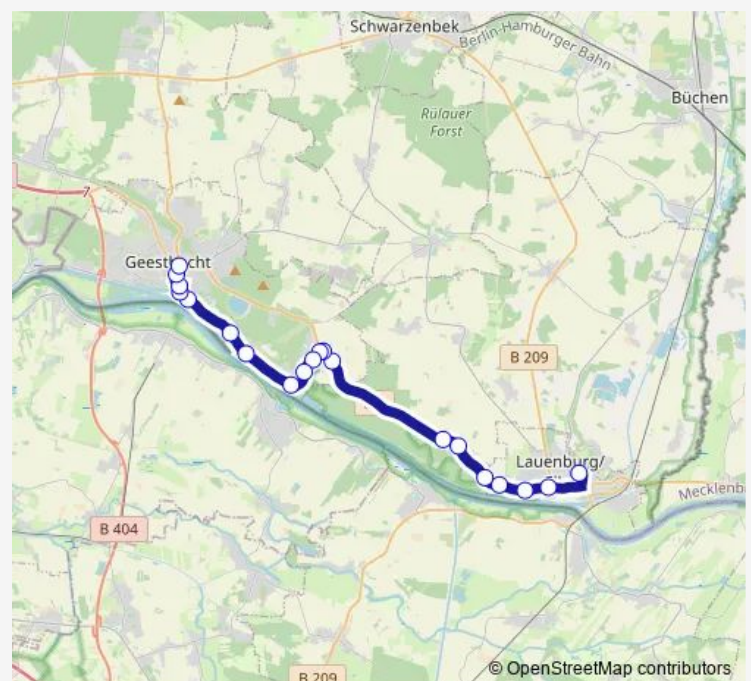 Schwarzenbek
Berlin-Hamburger Bahn
Büchen
Rülauer
Forst
7
Geesthacht
B 209
Lauenburg/
B 404
Mecklenb
B 209
© OpenStreetMap contributors